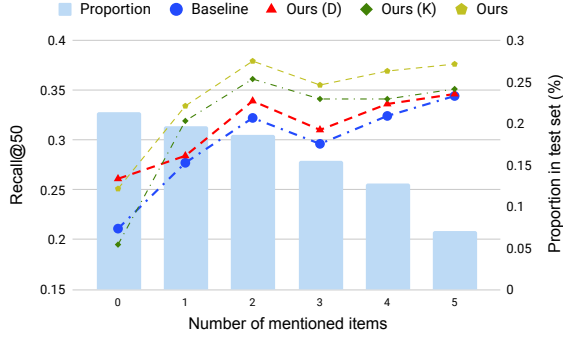 Proportion Baseline Ours (D) Ours (K) Ours
0.4 0.3
0.35 0.25
0.3 0.2
0.15
0.25 0.1
0.2 0.05
0.15 0
Recall@50
Proportion in test set (%)
0 1 2 3 4 5
Number of mentioned items